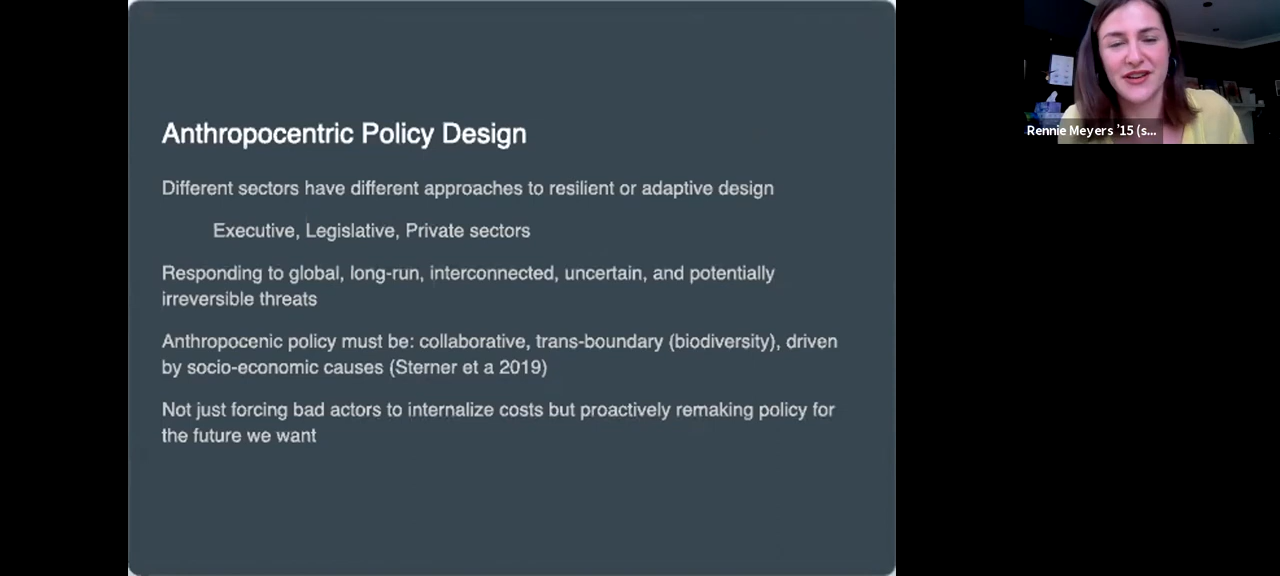 Anthropocentric Policy Design
Different sectors have different approaches to resilient or adaptive design
Executive, Legislative, Private sectors
Responding to global, long-run, interconnected, uncertain, and potentially
irreversible threats
Anthropocenic policy must be: collaborative, trans-boundary (biodiversity), driven
by socio-economic causes (Sterner et a 2019)
Not just forcing bad actors to internalize costs but proactively remaking policy for
the future we want
Rennie Meyers ’15 (s...